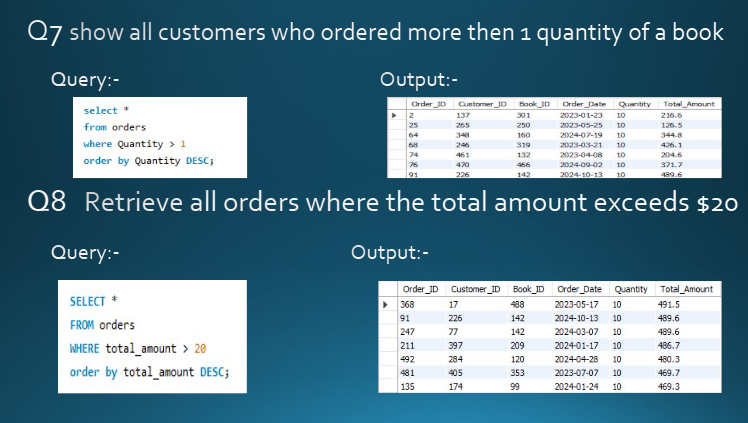 Q7 show all customers who ordered more then 1 quantity of a book
Query:-
select *
from orders
where Quantity > 1
order by Quantity DESC;
Output:-
Order_ID Customer_ID Book_ID Order_Date Quantity Total_Amount
2 137 301 2023-01-23 10 216.6
25 265 250 2023-05-25 10 126.5
64 348 160 2024-07-19 10 344.8
68 246 319 2023-03-21 10 426.1
74 461 132 2023-04-08 10 204.6
76 470 466 2024-09-02 10 371.7
91 226 142 2024-10-13 10 489.6
Q8 Retrieve all orders where the total amount exceeds $20
Query:-
SELECT *
FROM orders
WHERE total_amount > 20
order by total_amount DESC;
Output:-
Order_ID Customer_ID Book_ID Order_Date Quantity Total_Amount
368 17 488 2023-05-17 10 491.5
91 226 142 2024-10-13 10 489.6
247 77 142 2024-03-07 10 489.6
211 397 209 2024-01-17 10 486.7
492 284 120 2024-04-28 10 480.3
481 405 353 2023-07-07 10 469.7
135 174 99 2024-01-24 10 469.3